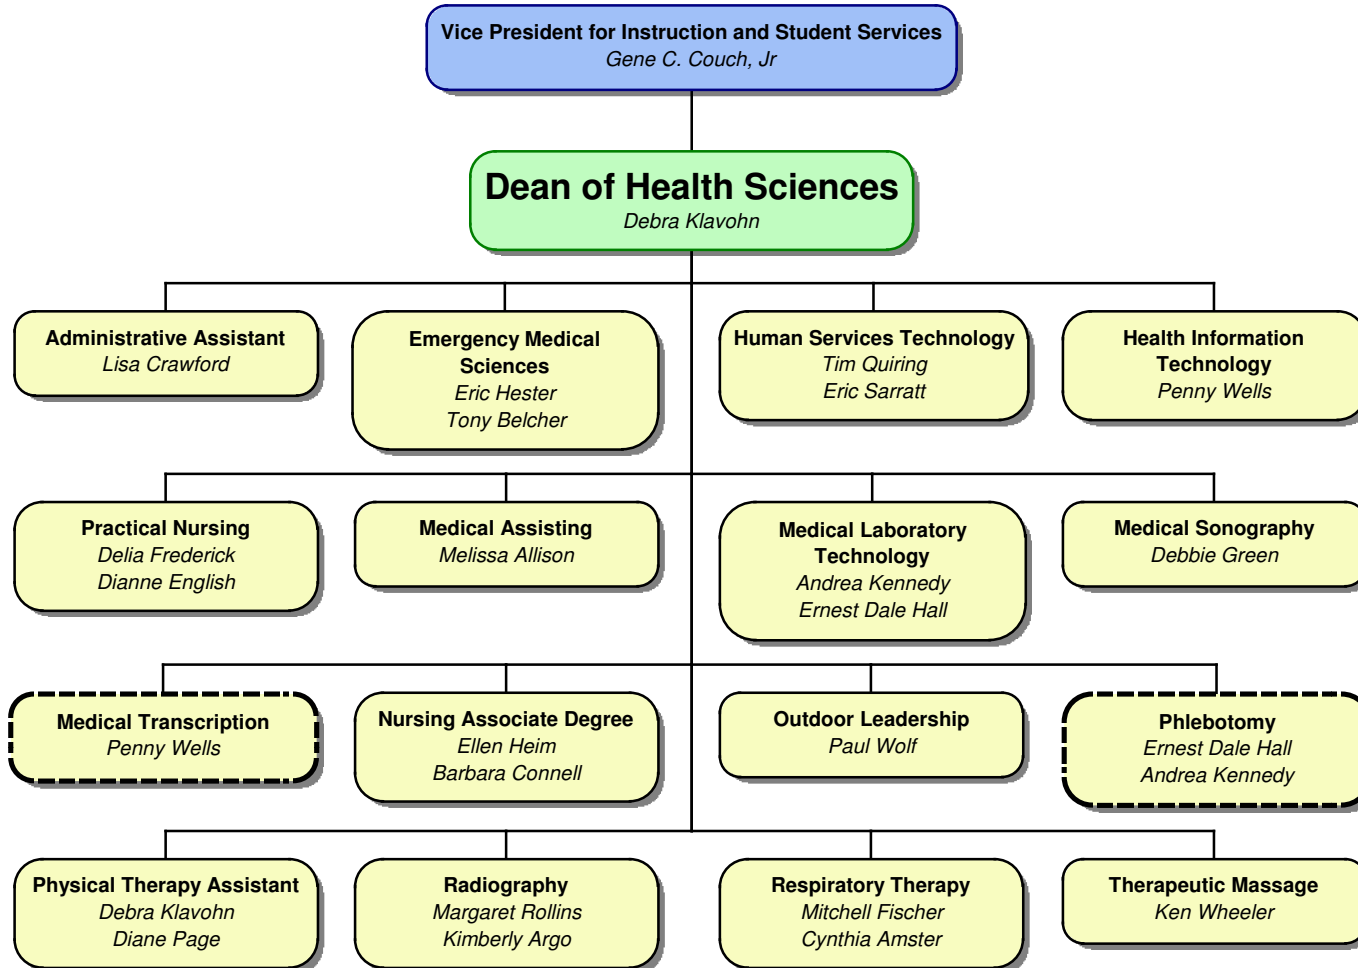 Vice President for Instruction and Student Services
Gene C. Couch, Jr
Dean of Health Sciences
Debra Klavohn
Administrative Assistant
Lisa Crawford
Emergency Medical
Sciences
Eric Hester
Tony Belcher
Human Services Technology
Tim Quiring
Eric Sarratt
Health Information
Technology
Penny Wells
Practical Nursing
Delia Frederick
Dianne English
Medical Assisting
Melissa Allison
Medical Laboratory
Technology
Andrea Kennedy
Ernest Dale Hall
Medical Sonography
Debbie Green
Medical Transcription
Penny Wells
Nursing Associate Degree
Ellen Heim
Barbara Connell
Outdoor Leadership
Paul Wolf
Phlebotomy
Ernest Dale Hall
Andrea Kennedy
Physical Therapy Assistant
Debra Klavohn
Diane Page
Radiography
Margaret Rollins
Kimberly Argo
Respiratory Therapy
Mitchell Fischer
Cynthia Amster
Therapeutic Massage
Ken Wheeler